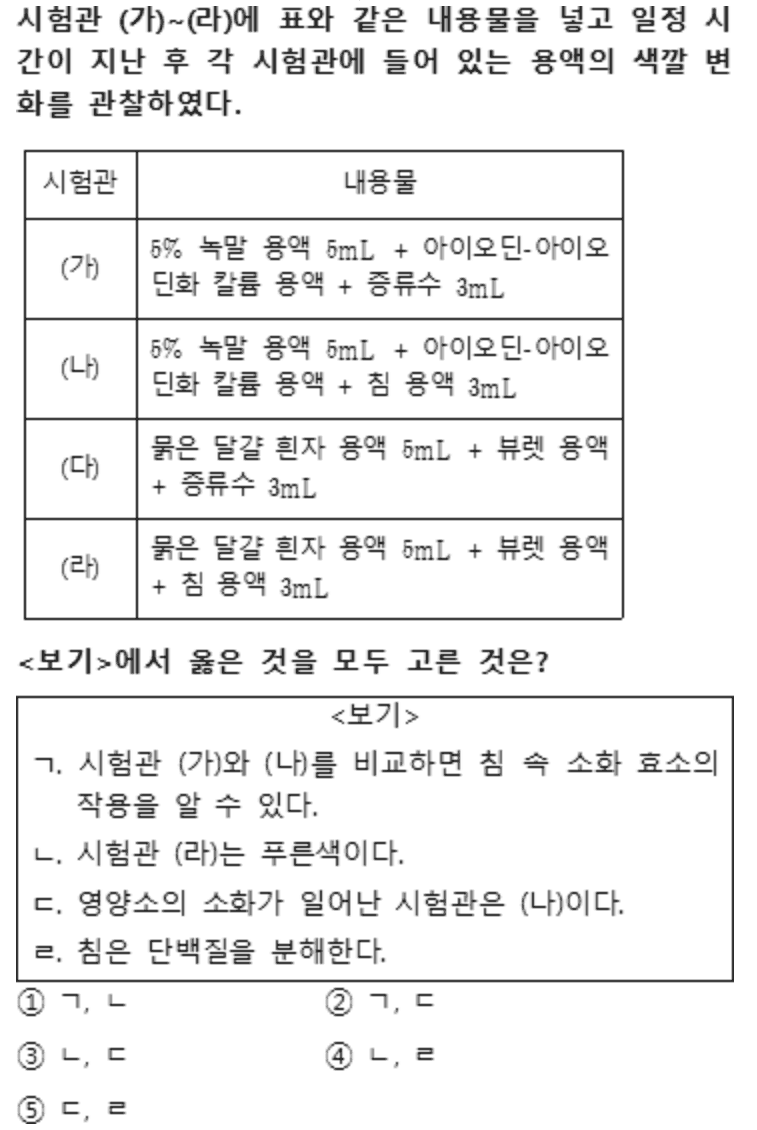 시험관 (가)~(라)에 표와 같은 내용물을 넣고 일정 시
간이 지난 후 각 시험관에 들어 있는 용액의 색깔 변
화를 관찰하였다.
시험관 내용물
(가) 5% 녹말 용액 5mL + 아이오딘-아이오
딘화 칼륨 용액 + 증류수 3mL
(나) 5% 녹말 용액 5mL + 아이오딘-아이오
딘화 칼륨 용액 + 침 용액 3mL
(다) 묽은 달걀 흰자 용액 5mL + 뷰렛 용액
+ 증류수 3mL
(라) 묽은 달걀 흰자 용액 5mL + 뷰렛 용액
+ 침 용액 3mL
<보기>에서 옳은 것을 모두 고른 것은?
<보기>
ㄱ. 시험관 (가)와 (나)를 비교하면 침 속 소화 효소의
작용을 알 수 있다.
ㄴ. 시험관 (라)는 푸른색이다.
ㄷ. 영양소의 소화가 일어난 시험관은 (나)이다.
ㄹ. 침은 단백질을 분해한다.
① ㄱ, ㄴ ② ㄱ, ㄷ
③ ㄴ, ㄷ ④ ㄴ, ㄹ
⑤ ㄷ, ㄹ